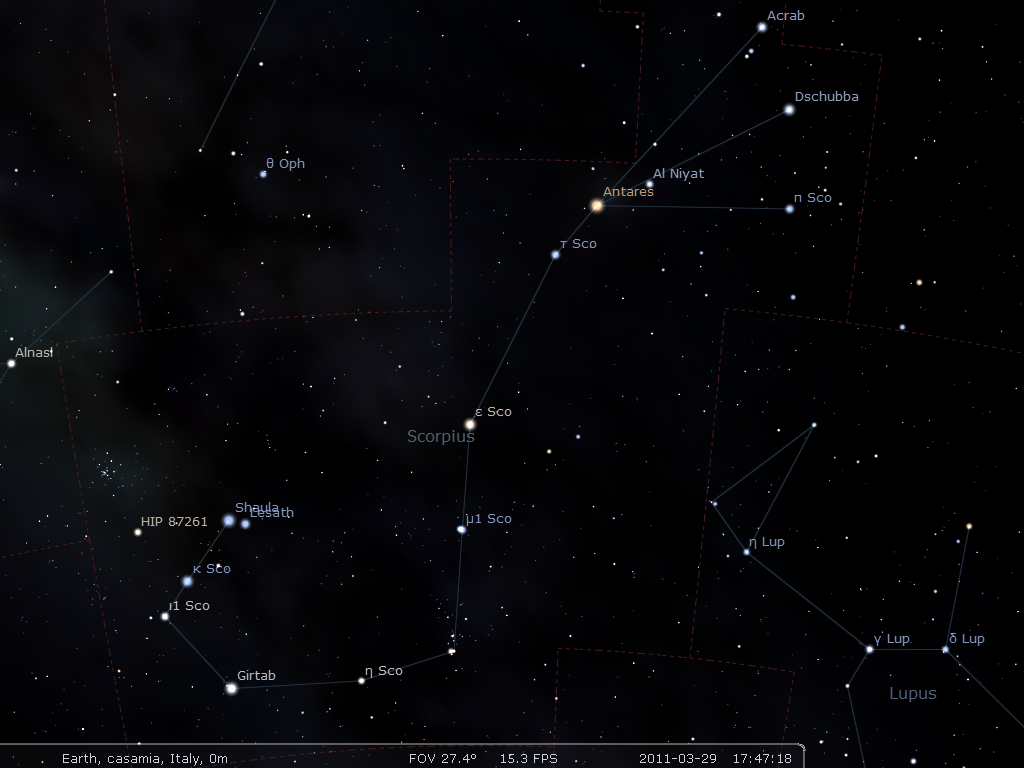 Acrab
Dschubba
θ Oph
Al Niyat
Antares
π Sco
τ Sco
Alnasl
ε Sco
Scorpius
Shaula
Lesath
μ1 Sco
HIP 87261
η Lup
κ Sco
ι1 Sco
γ Lup
δ Lup
η Sco
Girtab
Lupus
Earth, casamia, Italy, 0m FOV 27.4° 15.3 FPS 2011-03-29 17:47:18